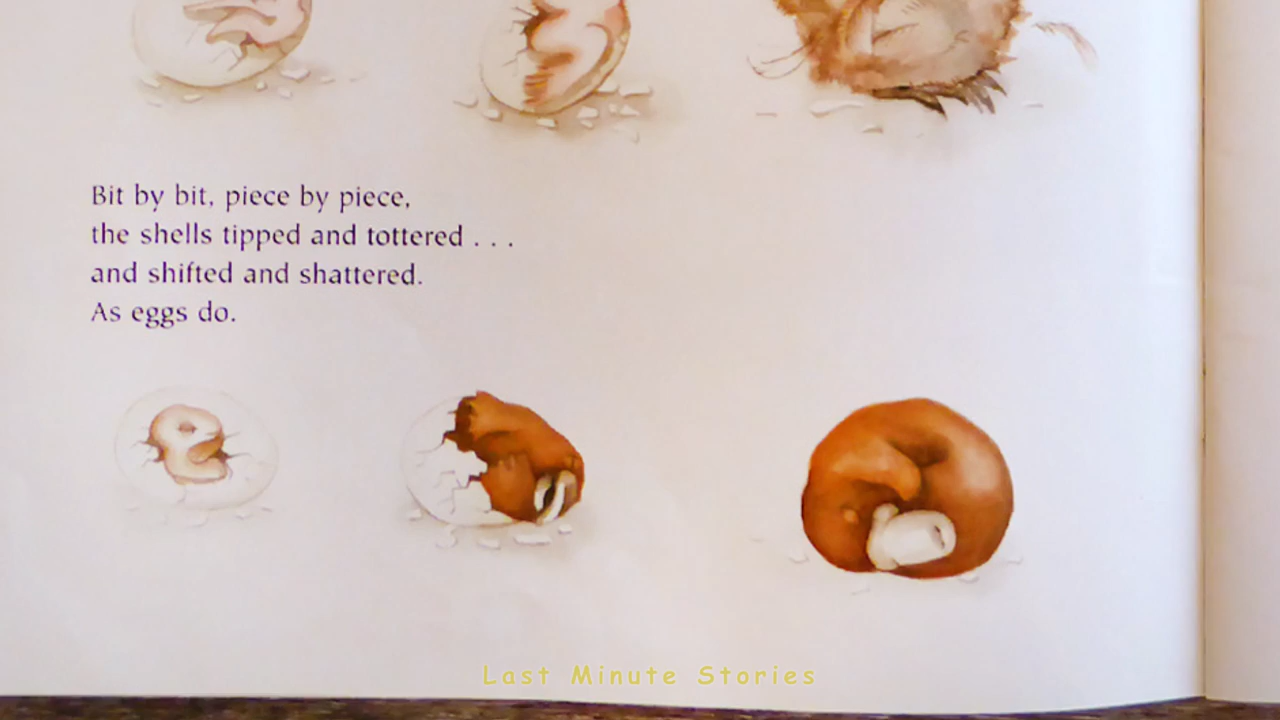 Bit by bit, piece by piece,
the shells tipped and tottered . . .
and shifted and shattered.
As eggs do.
Last Minute Stories